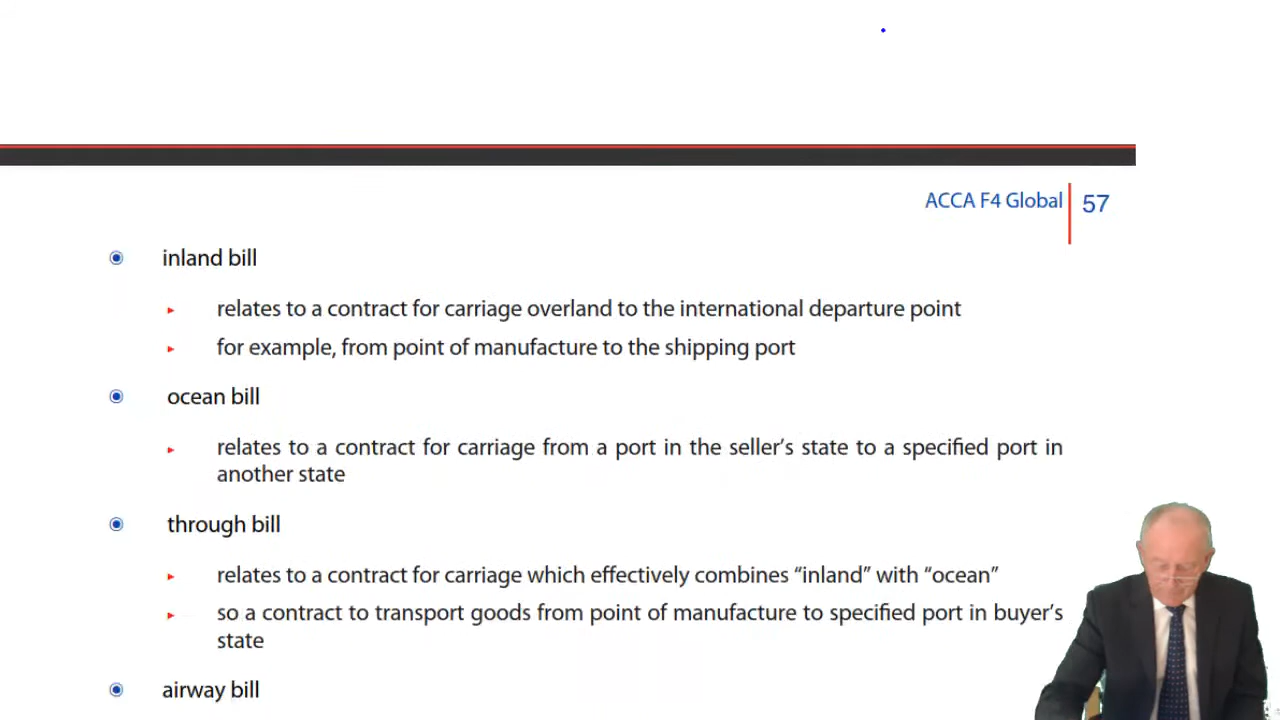 ACCA F4 Global 57
inland bill
relates to a contract for carriage overland to the international departure point
for example, from point of manufacture to the shipping port
ocean bill
relates to a contract for carriage from a port in the seller's state to a specified port in
another state
through bill
relates to a contract for carriage which effectively combines “inland” with “ocean”
so a contract to transport goods from point of manufacture to specified port in buyer's
state
airway bill